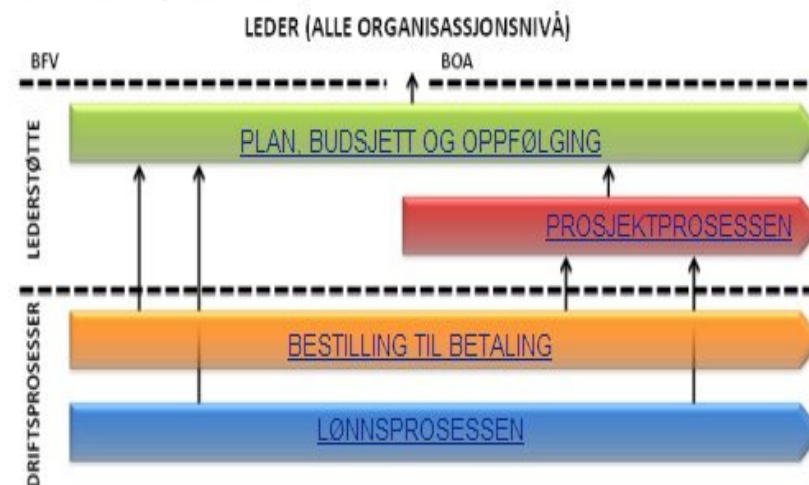 LEDER (ALLE ORGANISASSJONSNIVÅ)
BFV
BOA
LEDERSTØTTE
PLAN, BUDSJETT OG OPPFØLGING
PROSJEKTPROSESSEN
DRIFTSPROSESSER
BESTILLING TIL BETALING
LØNNSPROSESSEN